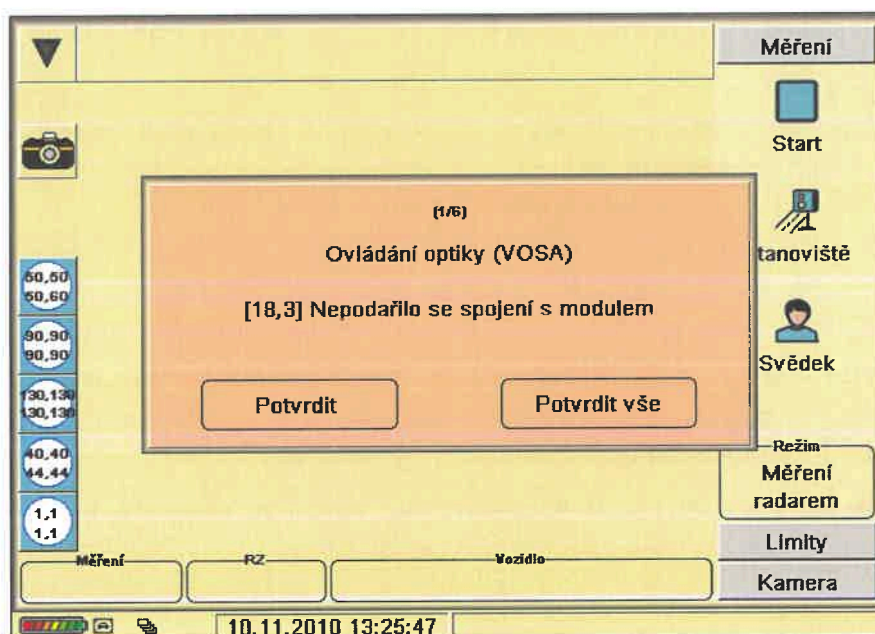 Měření
Start
tanoviště
Svědek
Režim
Měření
radarem
Limity
Kamera
(1/6)
Ovládání optiky (VOSA)
[18,3] Nepodařilo se spojení s modulem
Potvrdit
Potvrdit vše
50,60
90,90
90,90
130,130
130,130
40,40
44,44
1,1
1,1
Měření
RZ
Vozidlo
10.11.2010 13:25:47